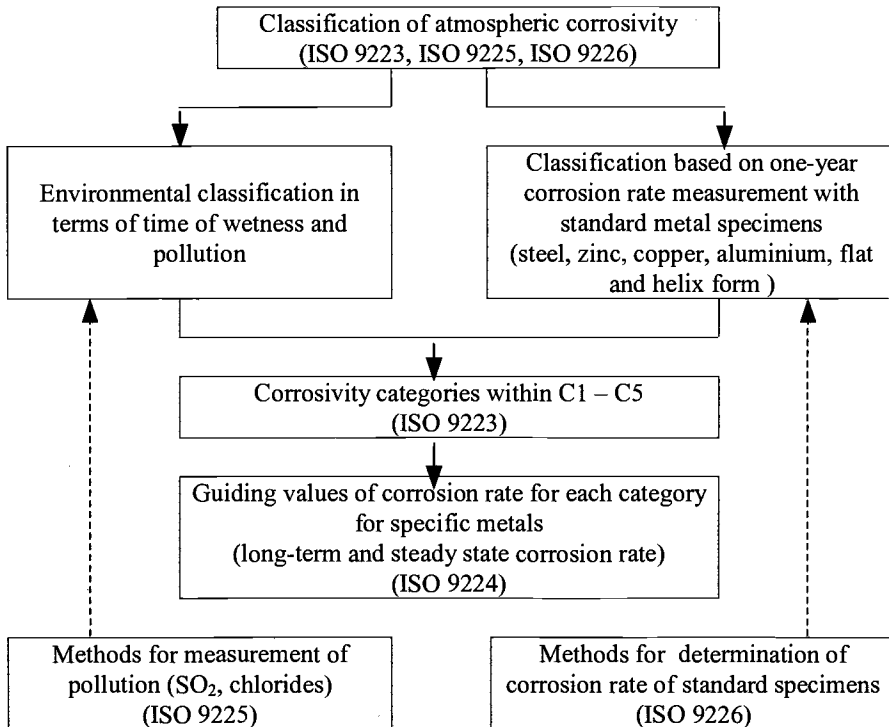 Classification of atmospheric corrosivity
(ISO 9223, ISO 9225, ISO 9226)
Environmental classification in
terms of time of wetness and
pollution
Classification based on one-year
corrosion rate measurement with
standard metal specimens
(steel, zinc, copper, aluminium, flat
and helix form )
Corrosivity categories within C1 – C5
(ISO 9223)
Guiding values of corrosion rate for each category
for specific metals
(long-term and steady state corrosion rate)
(ISO 9224)
Methods for measurement of
pollution (SO₂, chlorides)
(ISO 9225)
Methods for determination of
corrosion rate of standard specimens
(ISO 9226)